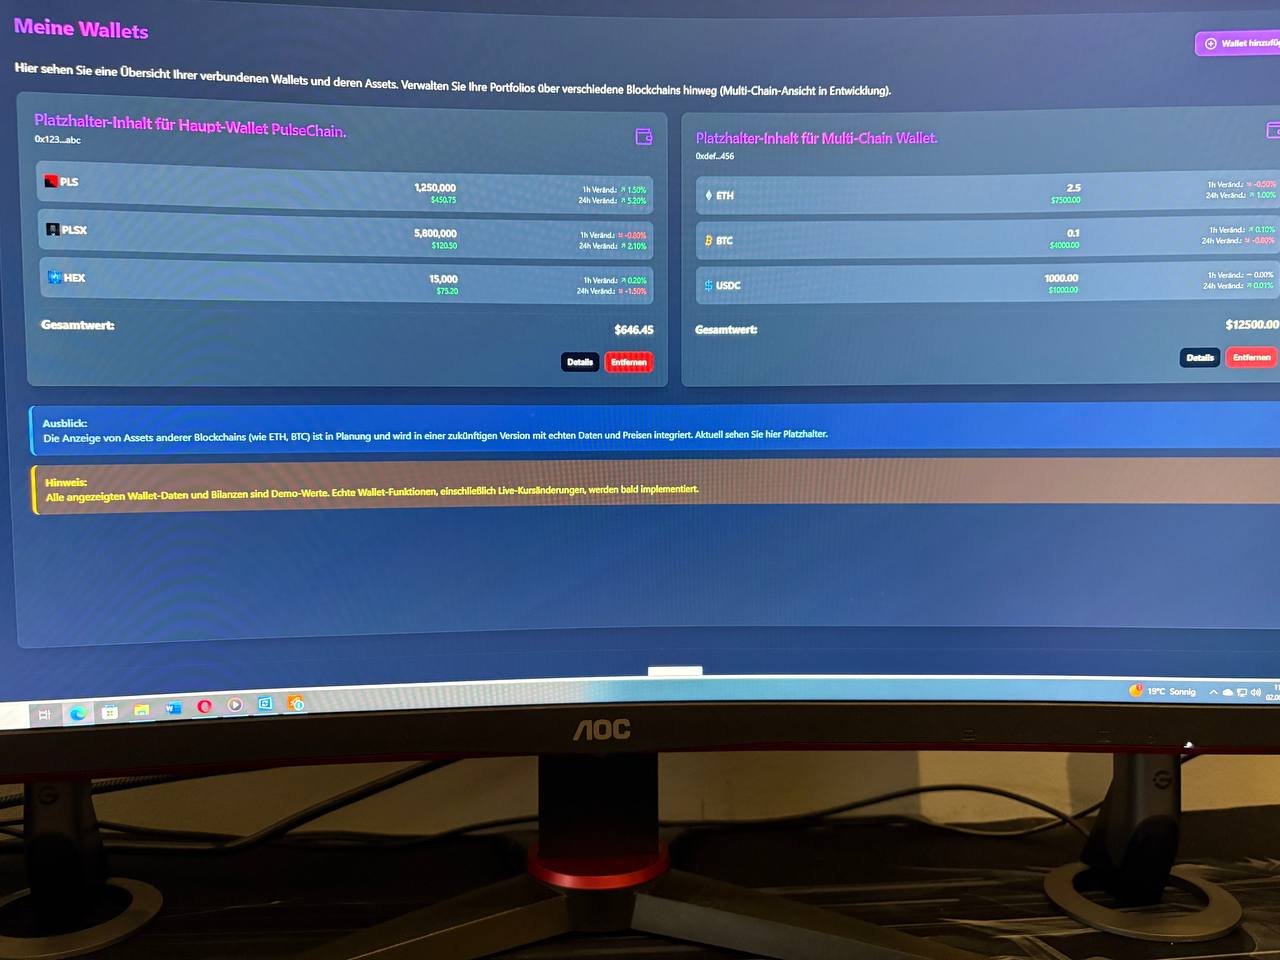 Meine Wallets
Wallet
Hier sehen Sie eine Übersicht Ihrer verbundenen Wallets und deren Assets. Verwalten Sie Ihre Portfolios über verschiedene Blockchains hinweg (Multi-Chain-Ansicht in Entwicklung).
Platzhalter-Inhalt für Haupt-Wallet PulseChain.
0x123...abc
PLS
1,250,000
$450.75
1h Veränd.: 1.50%
24h Veränd.: 5.20%
PLSX
5,800,000
$120.50
1h Veränd.: -0.80%
24h Veränd.: 2.10%
HEX
15,000
$75.20
1h Veränd.: 0.20%
24h Veränd.: -1.50%
Gesamtwert:
$646.45
Details
Entfernen
Platzhalter-Inhalt für Multi-Chain Wallet.
0xdef...456
ETH
2.5
$7500.00
1h Veränd.: -0.50%
24h Veränd.: 1.00%
BTC
0.1
$4000.00
1h Veränd.: 0.10%
24h Veränd.: -0.80%
USDC
1000.00
$1000.00
1h Veränd.: 0.00%
24h Veränd.: 0.01%
Gesamtwert:
$12500.00
Details
Entfernen
Ausblick:
Die Anzeige von Assets anderer Blockchains (wie ETH, BTC) ist in Planung und wird in einer zukünftigen Version mit echten Daten und Preisen integriert. Aktuell sehen Sie hier Platzhalter.
Hinweis:
Alle angezeigten Wallet-Daten und Bilanzen sind Demo-Werte. Echte Wallet-Funktionen, einschließlich Live-Kursänderungen, werden bald implementiert.
19°C Sonnig
AOC